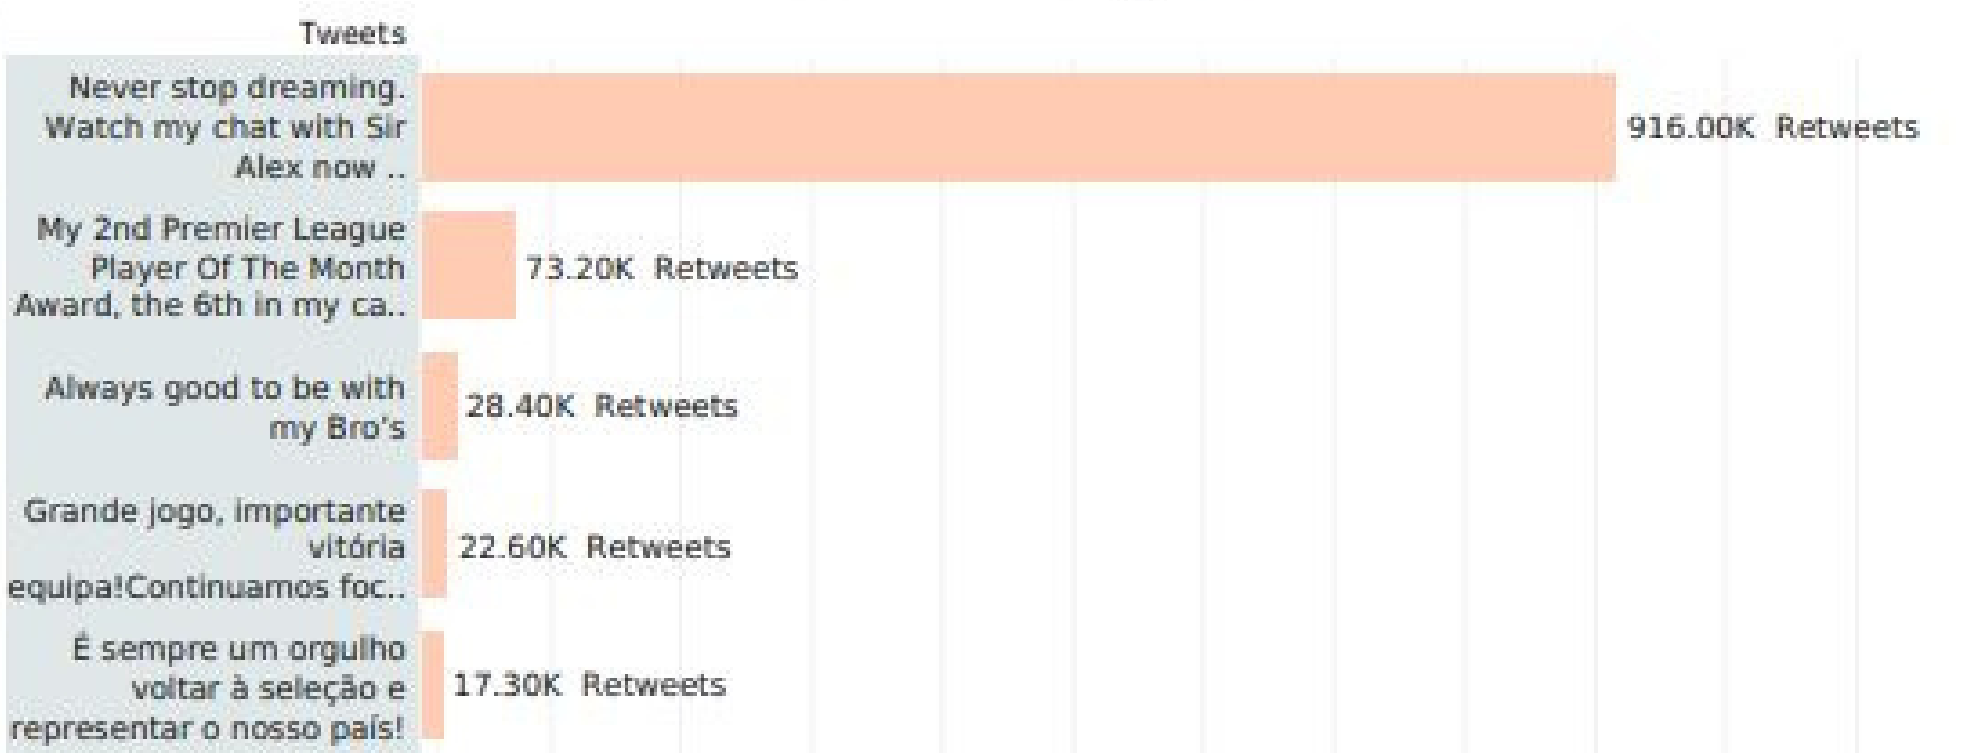 Tweets
Never stop dreaming.
Watch my chat with Sir
Alex now ..
916.00K Retweets
My 2nd Premier League
Player Of The Month
Award, the 6th in my ca..
73.20K Retweets
Always good to be with
my Bro's
28.40K Retweets
Grande jogo, importante
vitória
equipa!Continuamos foc..
22.60K Retweets
É sempre um orgulho
voltar à seleção e
representar o nosso país!
17.30K Retweets